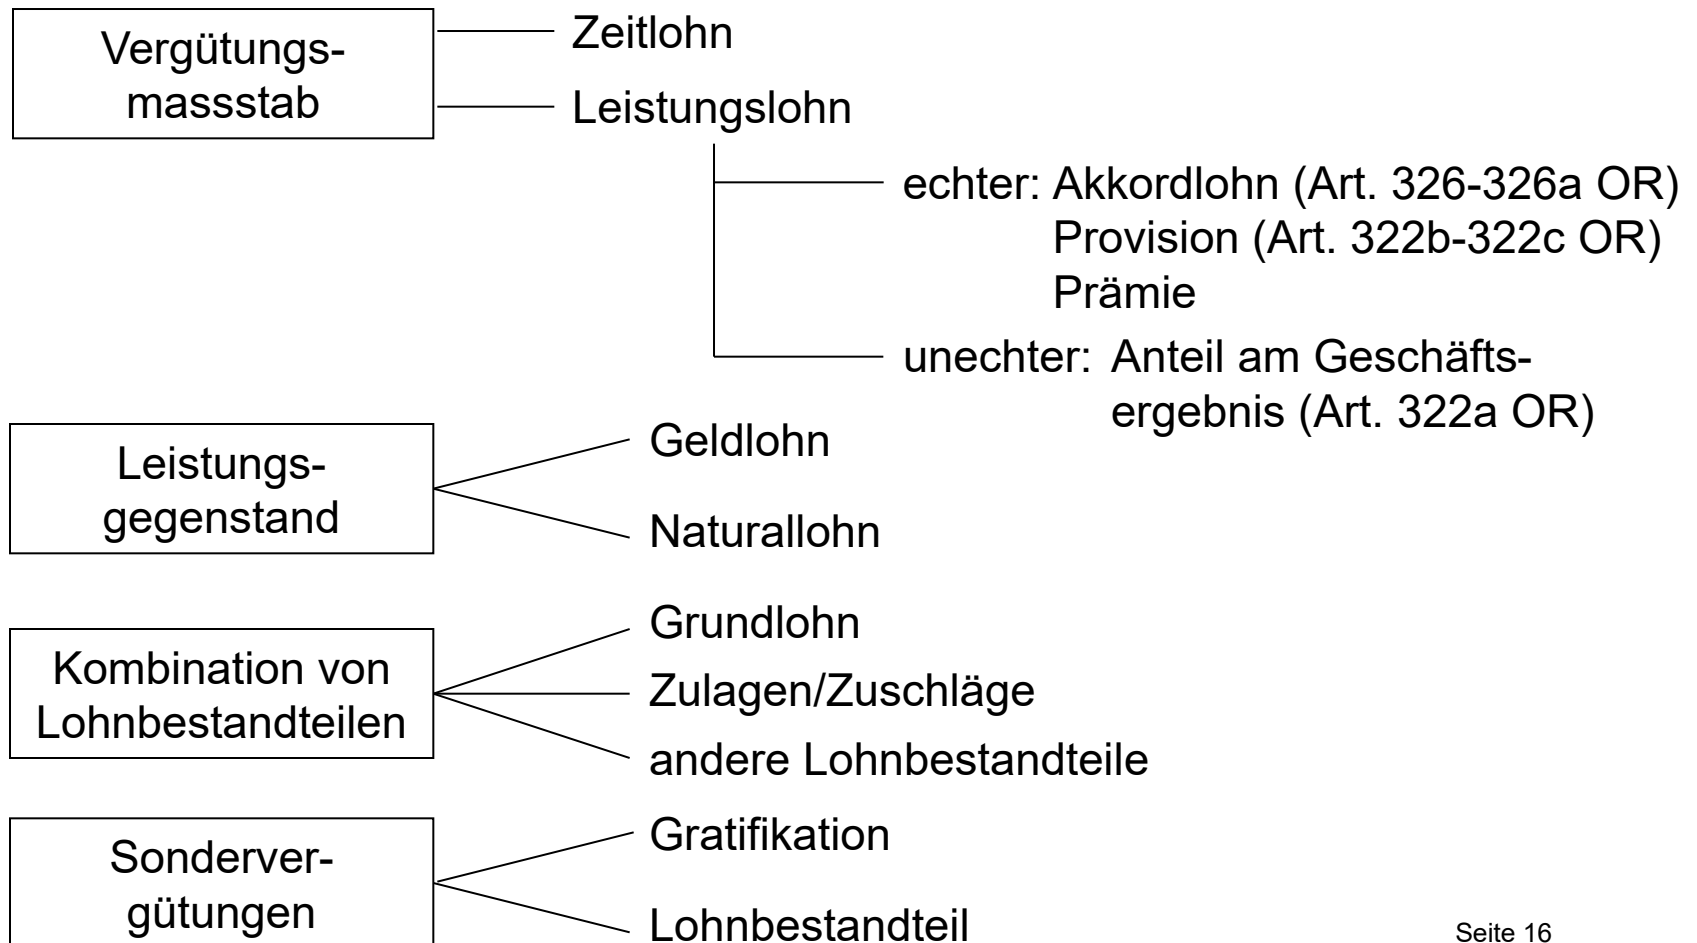 Vergütungs-
massstab
Zeitlohn
Leistungslohn
echter: Akkordlohn (Art. 326-326a OR)
Provision (Art. 322b-322c OR)
Prämie
unechter: Anteil am Geschäfts-
ergebnis (Art. 322a OR)
Leistungs-
gegenstand
Geldlohn
Naturallohn
Kombination von
Lohnbestandteilen
Grundlohn
Zulagen/Zuschläge
andere Lohnbestandteile
Sonderver-
gütungen
Gratifikation
Lohnbestandteil
Seite 16